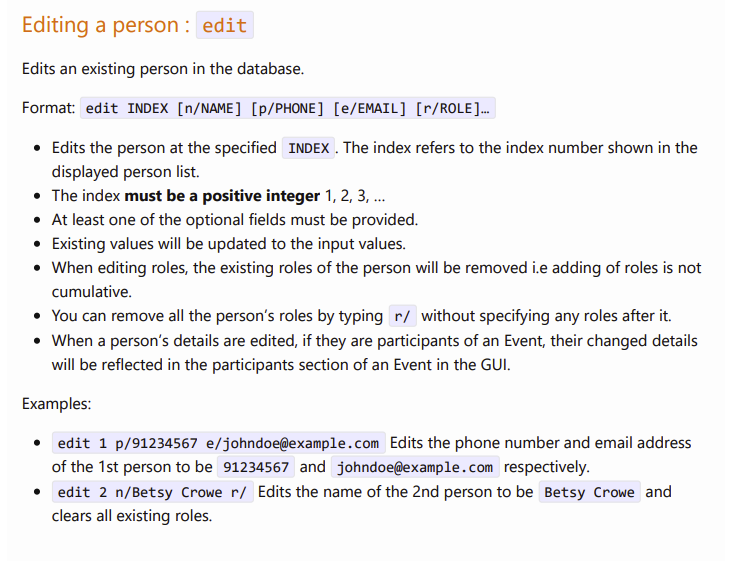 Editing a person : edit
Edits an existing person in the database.
Format: edit INDEX [n/NAME] [p/PHONE] [e/EMAIL] [r/ROLE]…
• Edits the person at the specified INDEX . The index refers to the index number shown in the
displayed person list.
• The index must be a positive integer 1, 2, 3, …
• At least one of the optional fields must be provided.
• Existing values will be updated to the input values.
• When editing roles, the existing roles of the person will be removed i.e adding of roles is not
cumulative.
• You can remove all the person’s roles by typing r/ without specifying any roles after it.
• When a person’s details are edited, if they are participants of an Event, their changed details
will be reflected in the participants section of an Event in the GUI.
Examples:
• edit 1 p/91234567 e/johndoe@example.com Edits the phone number and email address
of the 1st person to be 91234567 and johndoe@example.com respectively.
• edit 2 n/Betsy Crowe r/ Edits the name of the 2nd person to be Betsy Crowe and
clears all existing roles.